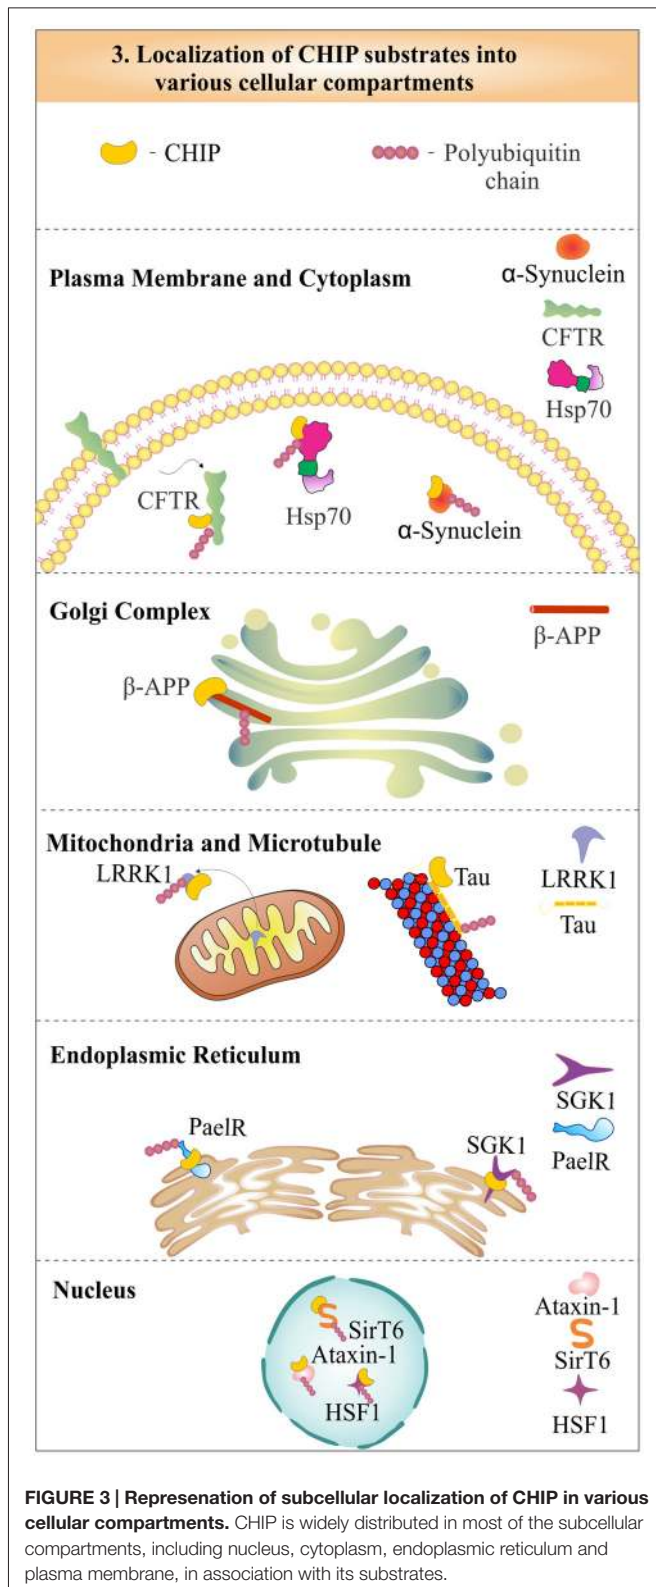 3. Localization of CHIP substrates into
various cellular compartments
- CHIP
- Polyubiquitin
chain
Plasma Membrane and Cytoplasm
α-Synuclein
CFTR
Hsp70
CFTR
Hsp70
α-Synuclein
Golgi Complex
β-APP
β-APP
Mitochondria and Microtubule
LRRK1
Tau
LRRK1
Tau
Endoplasmic Reticulum
SGK1
PaelR
PaelR
SGK1
Nucleus
SirT6
Ataxin-1
HSF1
Ataxin-1
SirT6
HSF1
FIGURE 3 | Represenation of subcellular localization of CHIP in various
cellular compartments. CHIP is widely distributed in most of the subcellular
compartments, including nucleus, cytoplasm, endoplasmic reticulum and
plasma membrane, in association with its substrates.